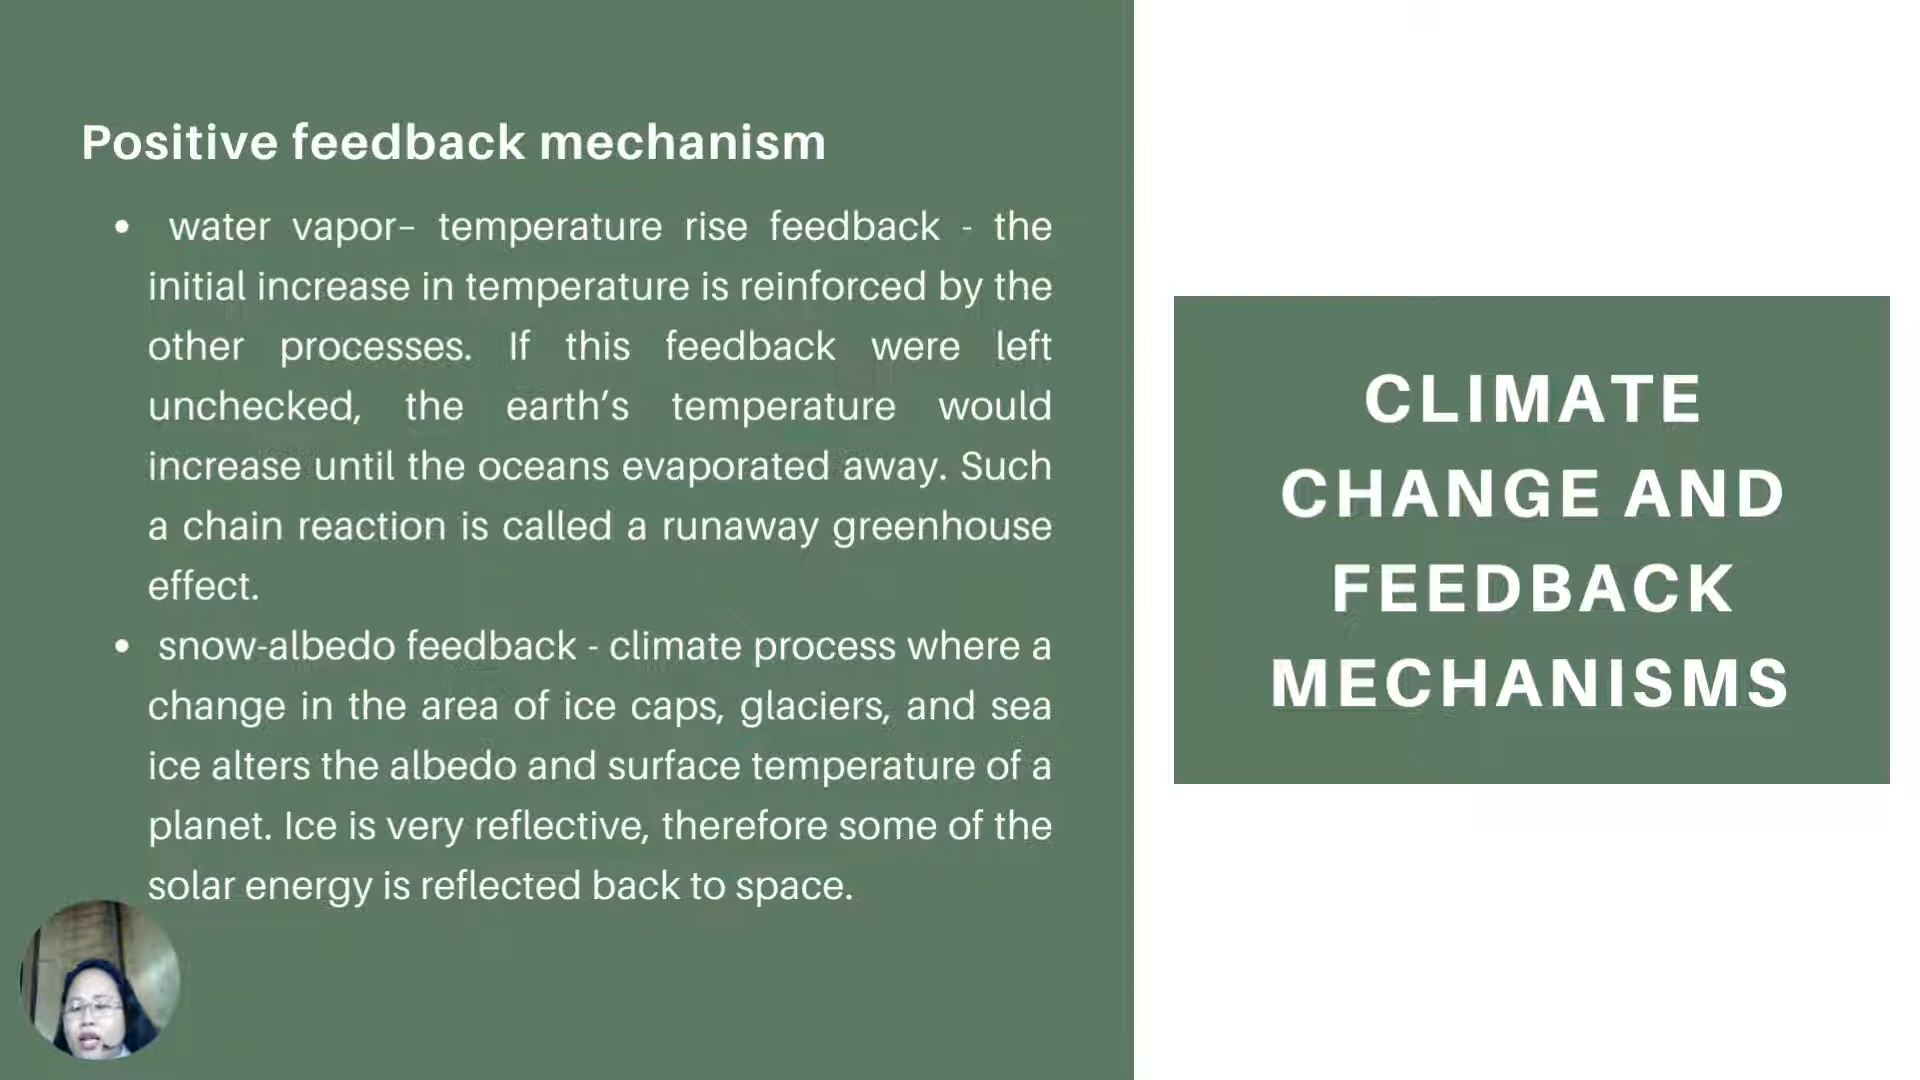 Positive feedback mechanism
• water vapor– temperature rise feedback - the
initial increase in temperature is reinforced by the
other processes. If this feedback were left
unchecked, the earth’s temperature would
increase until the oceans evaporated away. Such
a chain reaction is called a runaway greenhouse
effect.
• snow-albedo feedback - climate process where a
change in the area of ice caps, glaciers, and sea
ice alters the albedo and surface temperature of a
planet. Ice is very reflective, therefore some of the
solar energy is reflected back to space.
CLIMATE
CHANGE AND
FEEDBACK
MECHANISMS